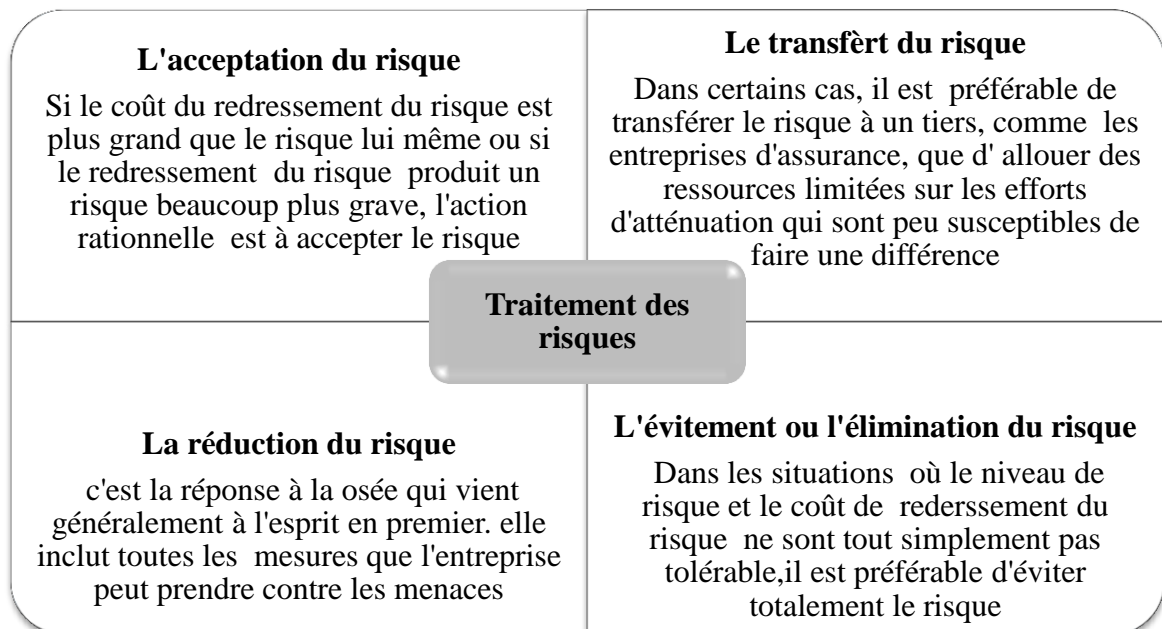 L'acceptation du risque
Si le coût du redressement du risque est
plus grand que le risque lui même ou si
le redressement du risque produit un
risque beaucoup plus grave, l'action
rationnelle est à accepter le risque
Le transfèrt du risque
Dans certains cas, il est préférable de
transférer le risque à un tiers, comme les
entreprises d'assurance, que d' allouer des
ressources limitées sur les efforts
d'atténuation qui sont peu susceptibles de
faire une différence
Traitement des
risques
La réduction du risque
c'est la réponse à la osée qui vient
généralement à l'esprit en premier. elle
inclut toutes les mesures que l'entreprise
peut prendre contre les menaces
L'évitement ou l'élimination du risque
Dans les situations où le niveau de
risque et le coût de rederssement du
risque ne sont tout simplement pas
tolérable,il est préférable d'éviter
totalement le risque